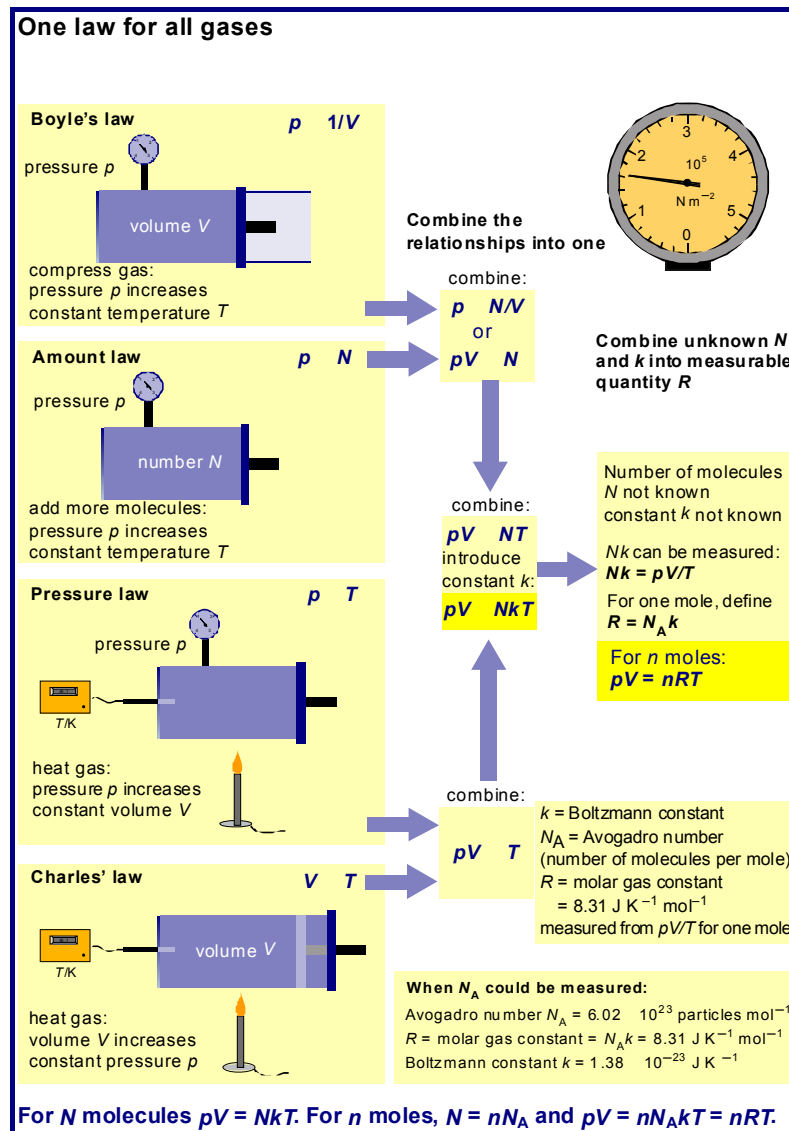 One law for all gases
Boyle's law
p 1/V
pressure p
volume V
compress gas:
pressure p increases
constant temperature T
Amount law
p N
pressure p
number N
add more molecules:
pressure p increases
constant temperature T
Pressure law
p T
pressure p
T/K
heat gas:
pressure p increases
constant volume V
Charles' law
V T
volume V
T/K
heat gas:
volume V increases
constant pressure p
Combine the
relationships into one
combine:
p N/V
or
pV N
combine:
pV NT
introduce
constant k:
pV NkT
combine:
pV T
0
1
2
3
4
5
10⁵
N m⁻²
Combine unknown N
and k into measurable
quantity R
Number of molecules
N not known
constant k not known
Nk can be measured:
Nk = pV/T
For one mole, define
R = N_A k
For n moles:
pV = nRT
k = Boltzmann constant
N_A = Avogadro number
(number of molecules per mole)
R = molar gas constant
= 8.31 J K⁻¹ mol⁻¹
measured from pV/T for one mole
When N_A could be measured:
Avogadro number N_A = 6.02 10²³ particles mol⁻¹
R = molar gas constant = N_A k = 8.31 J K⁻¹ mol⁻¹
Boltzmann constant k = 1.38 10⁻²³ J K⁻¹
For N molecules pV = NkT. For n moles, N = nN_A and pV = nN_A kT = nRT.